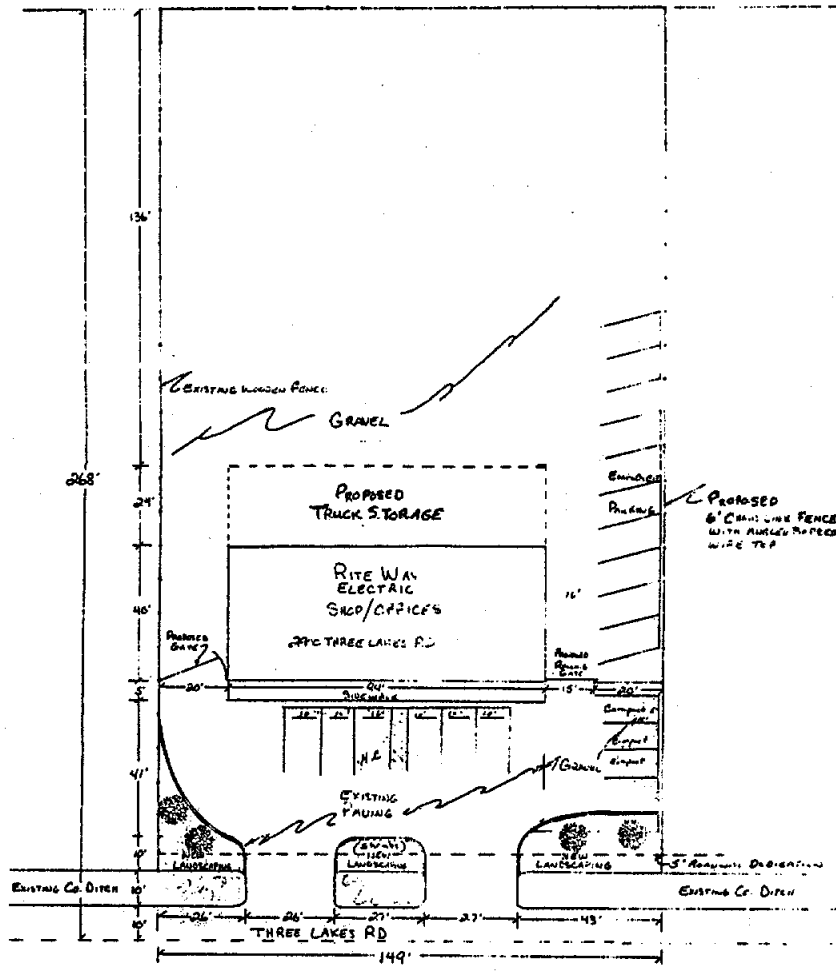 136'
EXISTING WOODEN FENCE
GRAVEL
268'
24'
PROPOSED
TRUCK STORAGE
EMPLOYEE
PARKING
PROPOSED
6' CHAIN LINK FENCE
WITH ANGLED BARBED
WIRE TOP
40'
RITE WAY
ELECTRIC
SHOP/OFFICES
THREE LAKES RD
16'
PROPOSED
GATE
PROPOSED
ROLLING
GATE
5'
20'
94'
15'
20'
SIDEWALK
COMPACT
COMPACT
COMPACT
H.C.
41'
GRAVEL
EXISTING
PAVING
10'
NEW
LANDSCAPING
NEW
LANDSCAPING
NEW
LANDSCAPING
5' ROADWAY DEDICATION
EXISTING CO. DITCH
10'
EXISTING CO. DITCH
10'
26'
26'
27'
27'
43'
THREE LAKES RD
149'